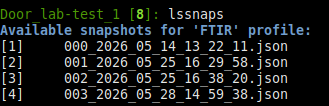 Door_lab-test_1 [8]: lssnaps
Available snapshots for 'FTIR' profile:
[1]     000_2026_05_14_13_22_11.json
[2]     001_2026_05_25_16_29_58.json
[3]     002_2026_05_25_16_38_20.json
[4]     003_2026_05_28_14_59_38.json